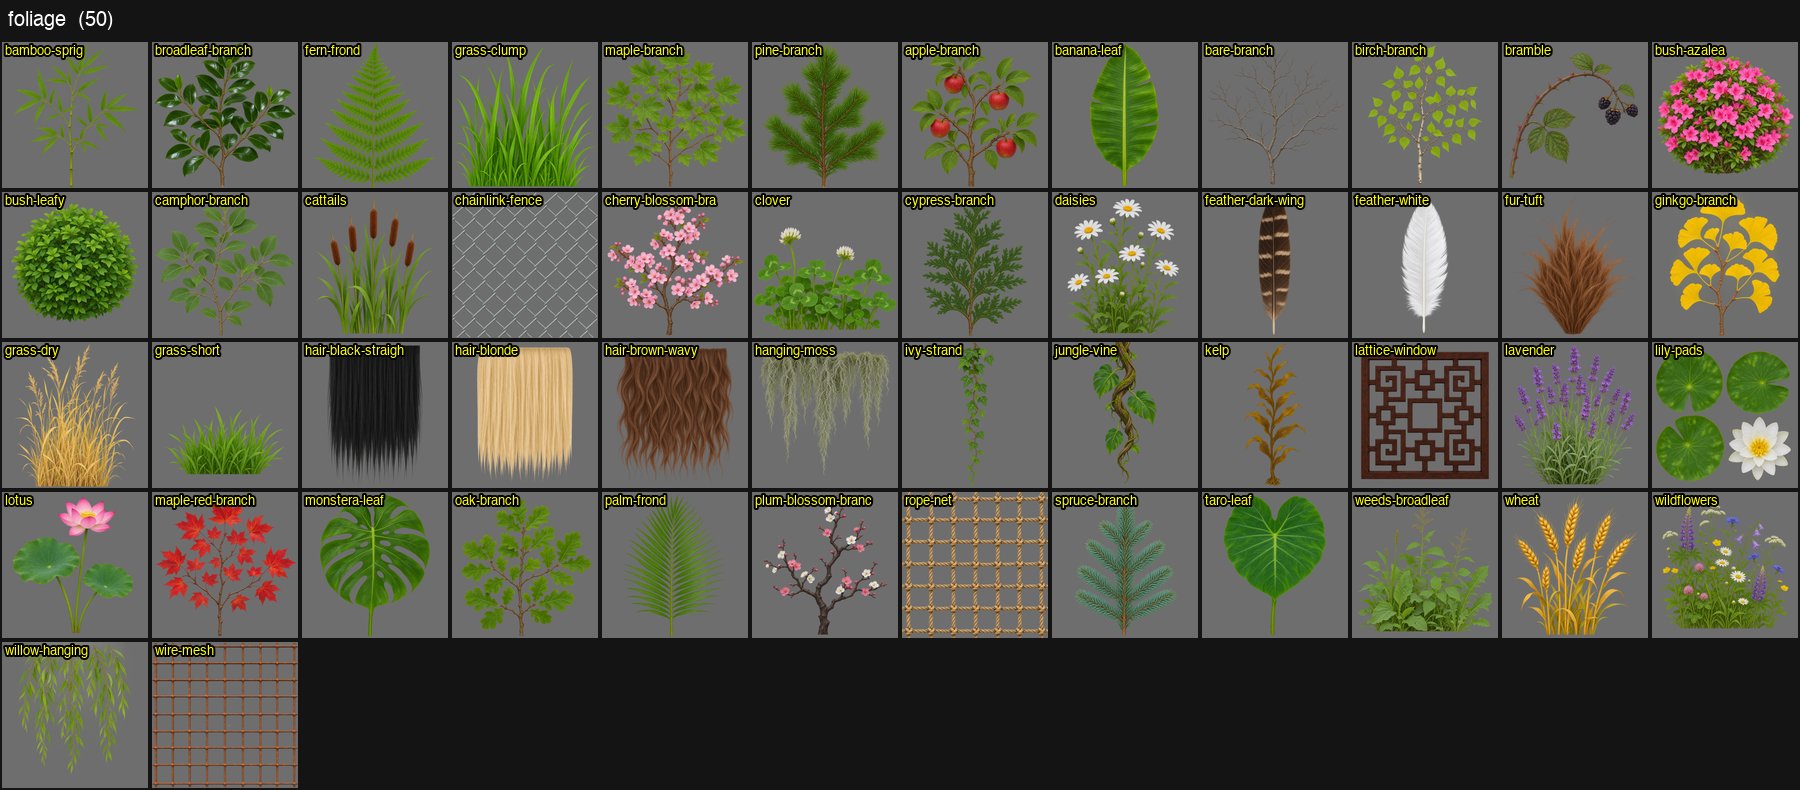 foliage (50)
bamboo-sprig
broadleaf-branch
fern-frond
grass-clump
maple-branch
pine-branch
apple-branch
banana-leaf
bare-branch
birch-branch
bramble
bush-azalea
bush-leafy
camphor-branch
cattails
chainlink-fence
cherry-blossom-bra
clover
cypress-branch
daisies
feather-dark-wing
feather-white
fur-tuft
ginkgo-branch
grass-dry
grass-short
hair-black-straigh
hair-blonde
hair-brown-wavy
hanging-moss
ivy-strand
jungle-vine
kelp
lattice-window
lavender
lily-pads
lotus
maple-red-branch
monstera-leaf
oak-branch
palm-frond
plum-blossom-branc
rope-net
spruce-branch
taro-leaf
weeds-broadleaf
wheat
wildflowers
willow-hanging
wire-mesh